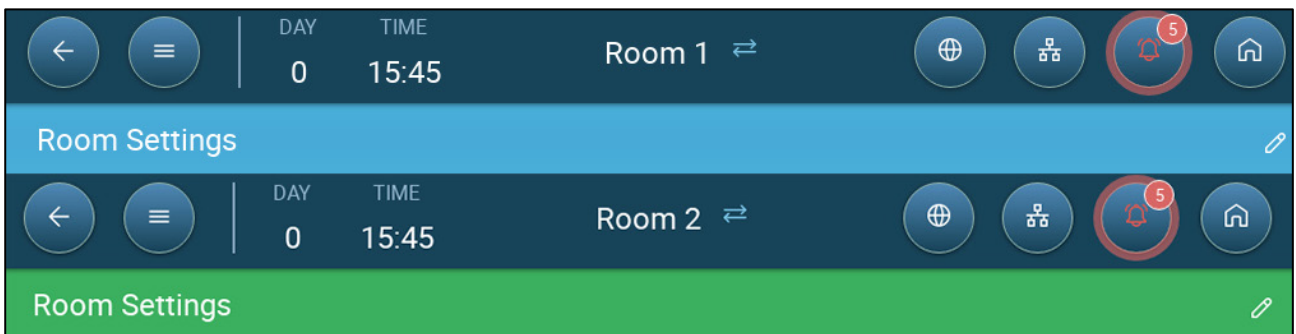 DAY TIME
0 15:45 Room 1 5
Room Settings
DAY TIME
0 15:45 Room 2 5
Room Settings